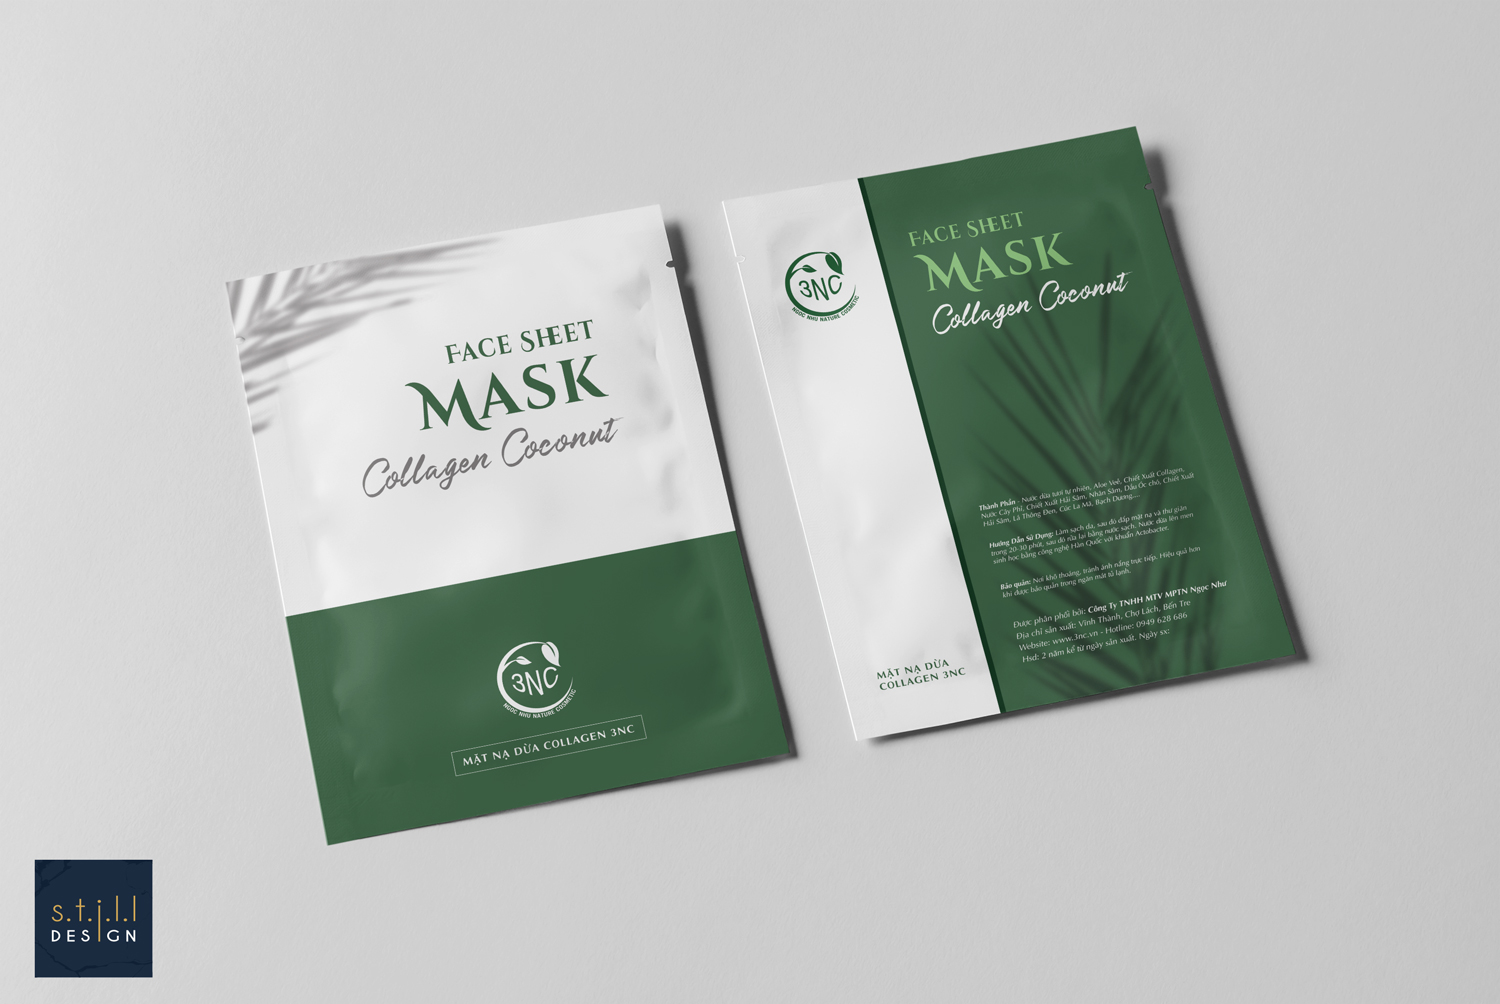 FACE SHEET
MASK
Collagen Coconut
3NC
NGOC NHU NATURE COSMETIC
MẶT NẠ DỪA COLLAGEN 3NC
3NC
NGOC NHU NATURE COSMETIC
MẶT NẠ DỪA
COLLAGEN 3NC
FACE SHEET
MASK
Collagen Coconut
Thành Phần - Nước dừa tươi tự nhiên, Aloe Veể, Chiết Xuất Collagen,
Nước Cây Phỉ, Chiết Xuất Hải Sâm, Nhân Sâm, Dầu Óc chó, Chiết Xuất
Hải Sâm, Lá Thông Đen, Cúc La Mã, Bạch Dương....
Hướng Dẫn Sử Dụng: Làm sạch da, sau đó đắp mặt nạ và thư giãn
trong 20-30 phút, sau đó rửa lại bằng nước sạch. Nước dừa lên men
sinh học bằng công nghệ Hàn Quốc với khuẩn Actobacter.
Bảo quản: Nơi khô thoáng, tránh ánh nắng trực tiếp. Hiệu quả hơn
khi được bảo quản trong ngăn mát tủ lạnh.
Được phân phối bởi: Công Ty TNHH MTV MPTN Ngọc Như
Địa chỉ sản xuất: Vĩnh Thành, Chợ Lách, Bến Tre
Website: www.3nc.vn - Hotline: 0949 628 686
Hsd: 2 năm kể từ ngày sản xuất. Ngày sx:
s.t.j.l.l
DESIGN